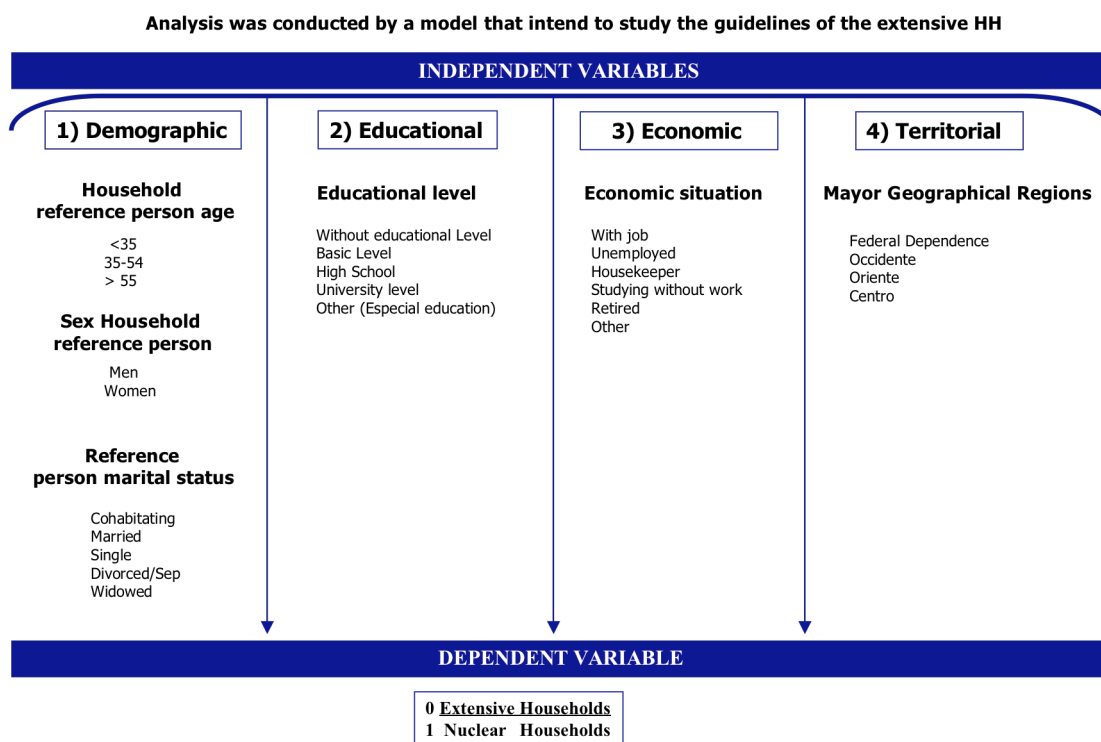 Analysis was conducted by a model that intend to study the guidelines of the extensive HH
INDEPENDENT VARIABLES
1) Demographic
Household
reference person age
<35
35-54
> 55
Sex Household
reference person
Men
Women
Reference
person marital status
Cohabitating
Married
Single
Divorced/Sep
Widowed
2) Educational
Educational level
Without educational Level
Basic Level
High School
University level
Other (Especial education)
3) Economic
Economic situation
With job
Unemployed
Housekeeper
Studying without work
Retired
Other
4) Territorial
Mayor Geographical Regions
Federal Dependence
Occidente
Oriente
Centro
DEPENDENT VARIABLE
0 Extensive Households
1 Nuclear Households